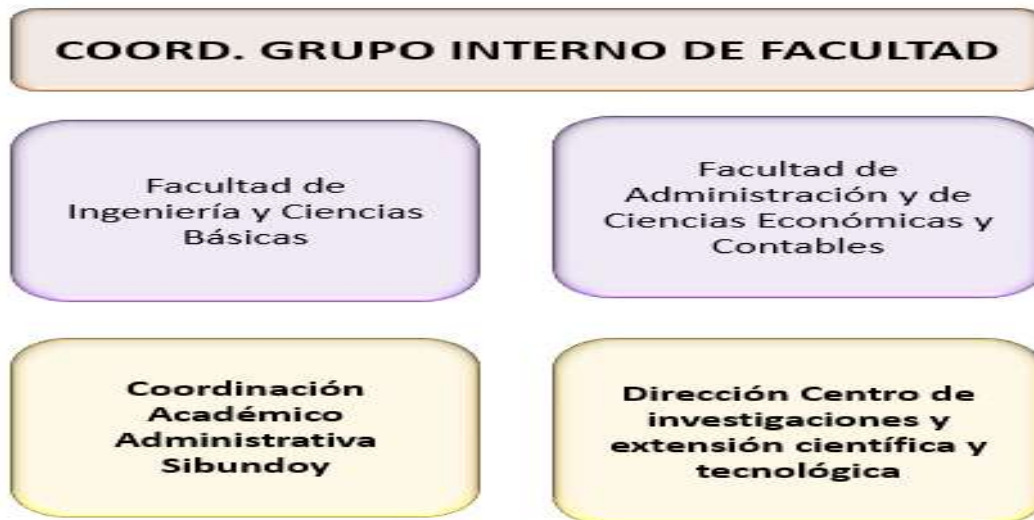 COORD. GRUPO INTERNO DE FACULTAD
Facultad de
Ingeniería y Ciencias
Básicas
Facultad de
Administración y de
Ciencias Económicas y
Contables
Coordinación
Académico
Administrativa
Sibundoy
Dirección Centro de
investigaciones y
extensión científica y
tecnológica